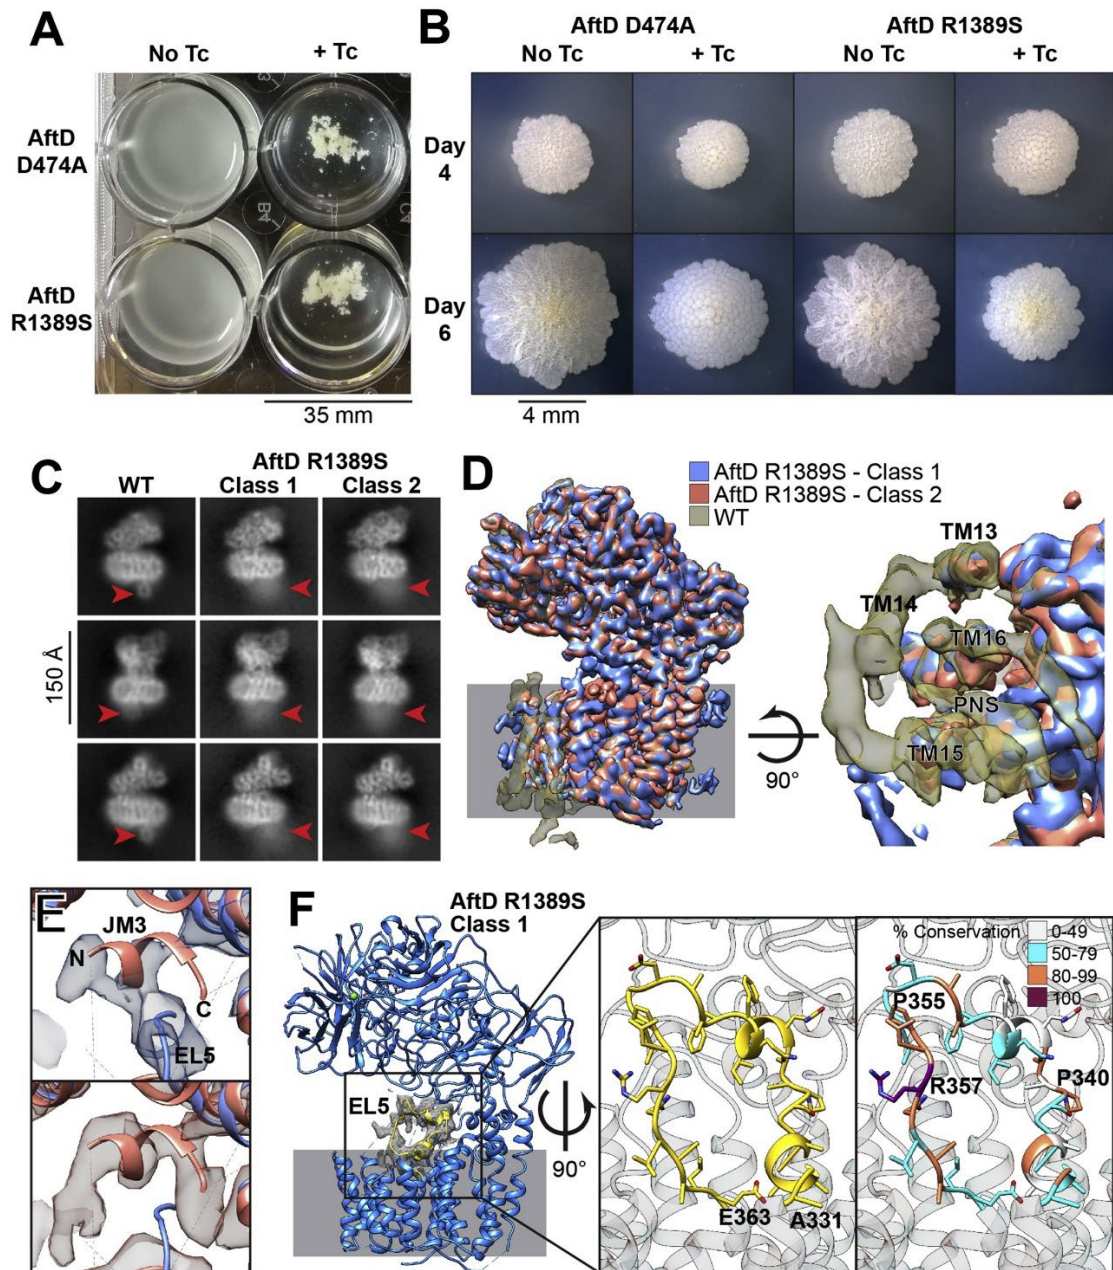 A
No Tc
+ Tc
AftD
D474A
AftD
R1389S
B4
35 mm
B
AftD D474A
AftD R1389S
No Tc
+ Tc
No Tc
+ Tc
Day
4
Day
6
4 mm
C
AftD R1389S
WT
Class 1
Class 2
150 Å
D
AftD R1389S - Class 1
AftD R1389S - Class 2
WT
90°
TM13
TM14
TM16
PNS
TM15
E
JM3
N
C
EL5
F
AftD R1389S
Class 1
EL5
90°
E363
A331
% Conservation
0-49
50-79
80-99
100
P355
R357
P340